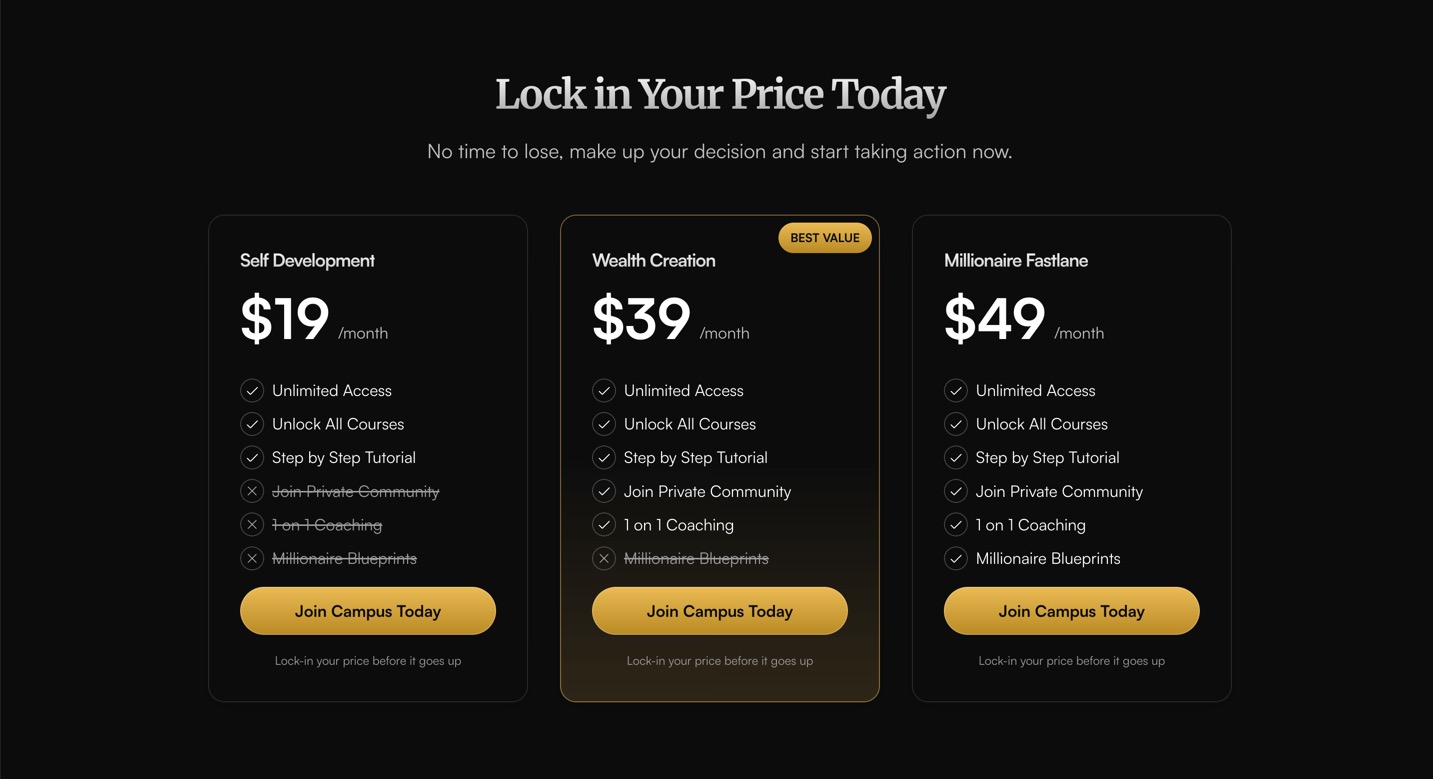 Lock in Your Price Today
No time to lose, make up your decision and start taking action now.
Self Development
$19 /month
Unlimited Access
Unlock All Courses
Step by Step Tutorial
Join Private Community
1 on 1 Coaching
Millionaire Blueprints
Join Campus Today
Lock-in your price before it goes up
BEST VALUE
Wealth Creation
$39 /month
Unlimited Access
Unlock All Courses
Step by Step Tutorial
Join Private Community
1 on 1 Coaching
Millionaire Blueprints
Join Campus Today
Lock-in your price before it goes up
Millionaire Fastlane
$49 /month
Unlimited Access
Unlock All Courses
Step by Step Tutorial
Join Private Community
1 on 1 Coaching
Millionaire Blueprints
Join Campus Today
Lock-in your price before it goes up